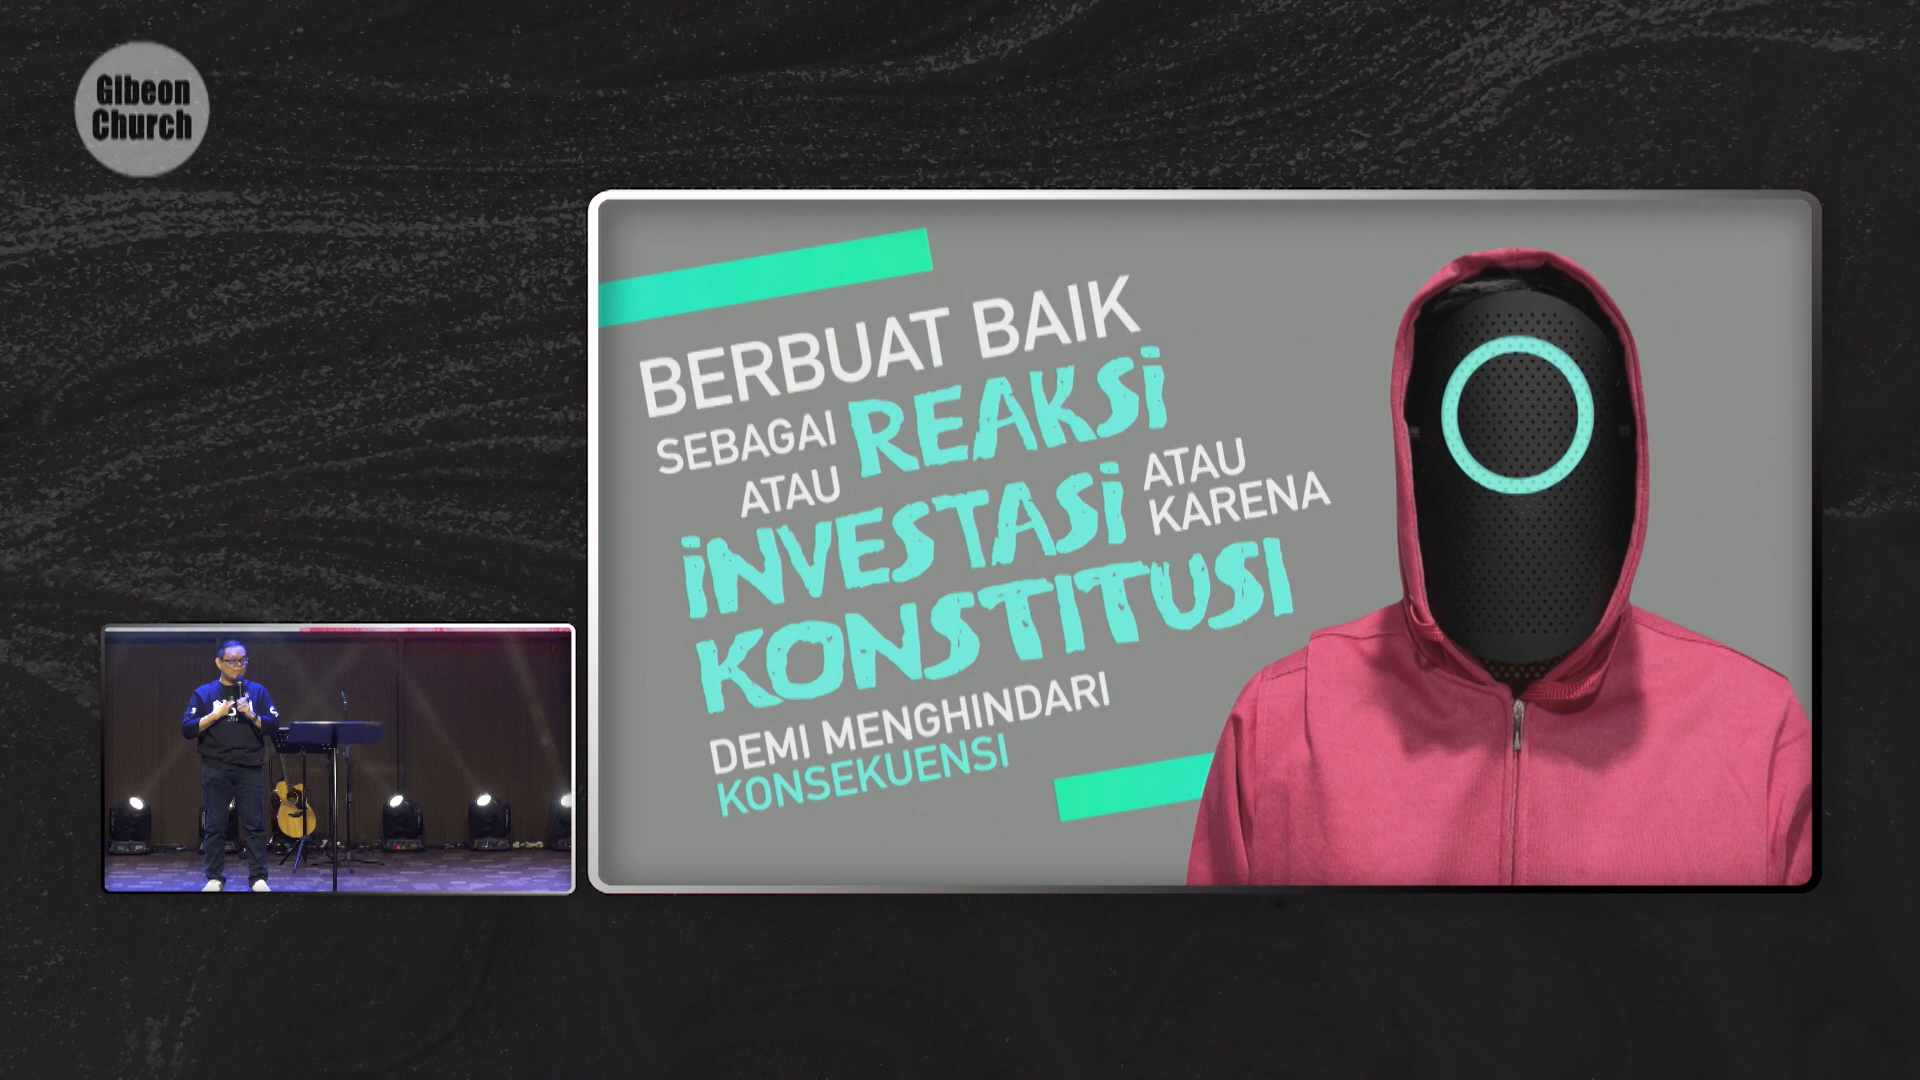 Gibeon
Church
BERBUAT BAIK
SEBAGAI REAKSi
ATAU iNVESTASi ATAU
KARENA
KONSTITUSI
DEMI MENGHINDARI
KONSEKUENSI